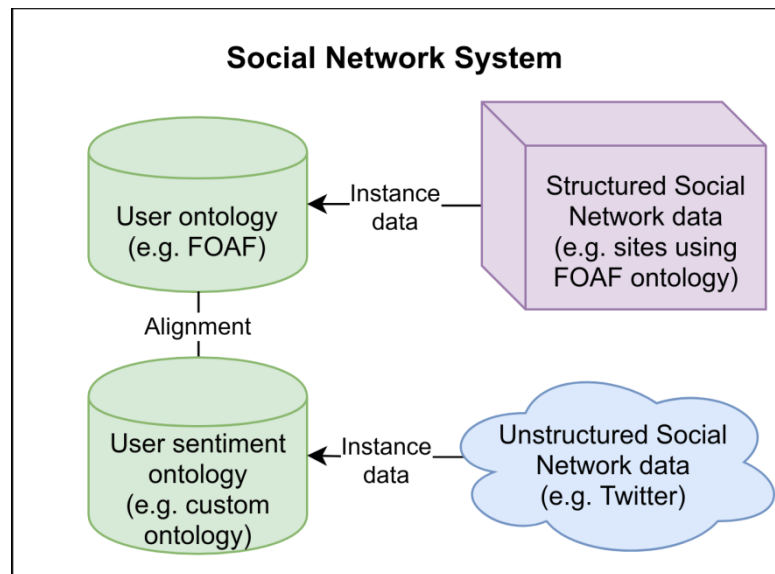 Social Network System
User ontology
(e.g. FOAF)
Instance
data
Structured Social
Network data
(e.g. sites using
FOAF ontology)
Alignment
User sentiment
ontology
(e.g. custom
ontology)
Instance
data
Unstructured Social
Network data
(e.g. Twitter)